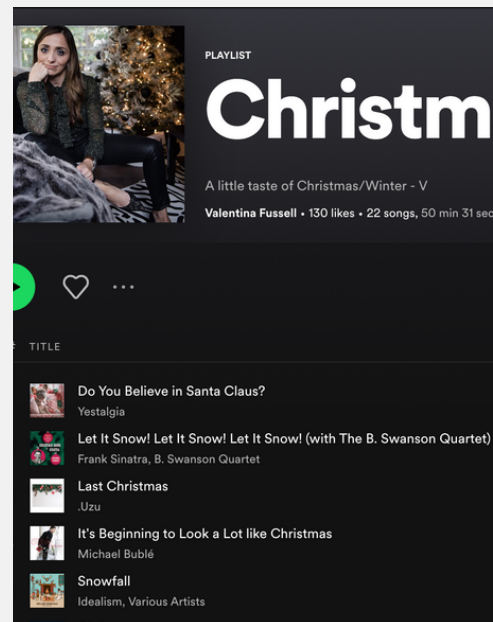 PLAYLIST
Christm
A little taste of Christmas/Winter - V
Valentina Fussell • 130 likes • 22 songs, 50 min 31 sec
TITLE
Do You Believe in Santa Claus?
Yestalgia
Let It Snow! Let It Snow! Let It Snow! (with The B. Swanson Quartet)
Frank Sinatra, B. Swanson Quartet
Last Christmas
.Uzu
It's Beginning to Look a Lot like Christmas
Michael Bublé
Snowfall
Idealism, Various Artists